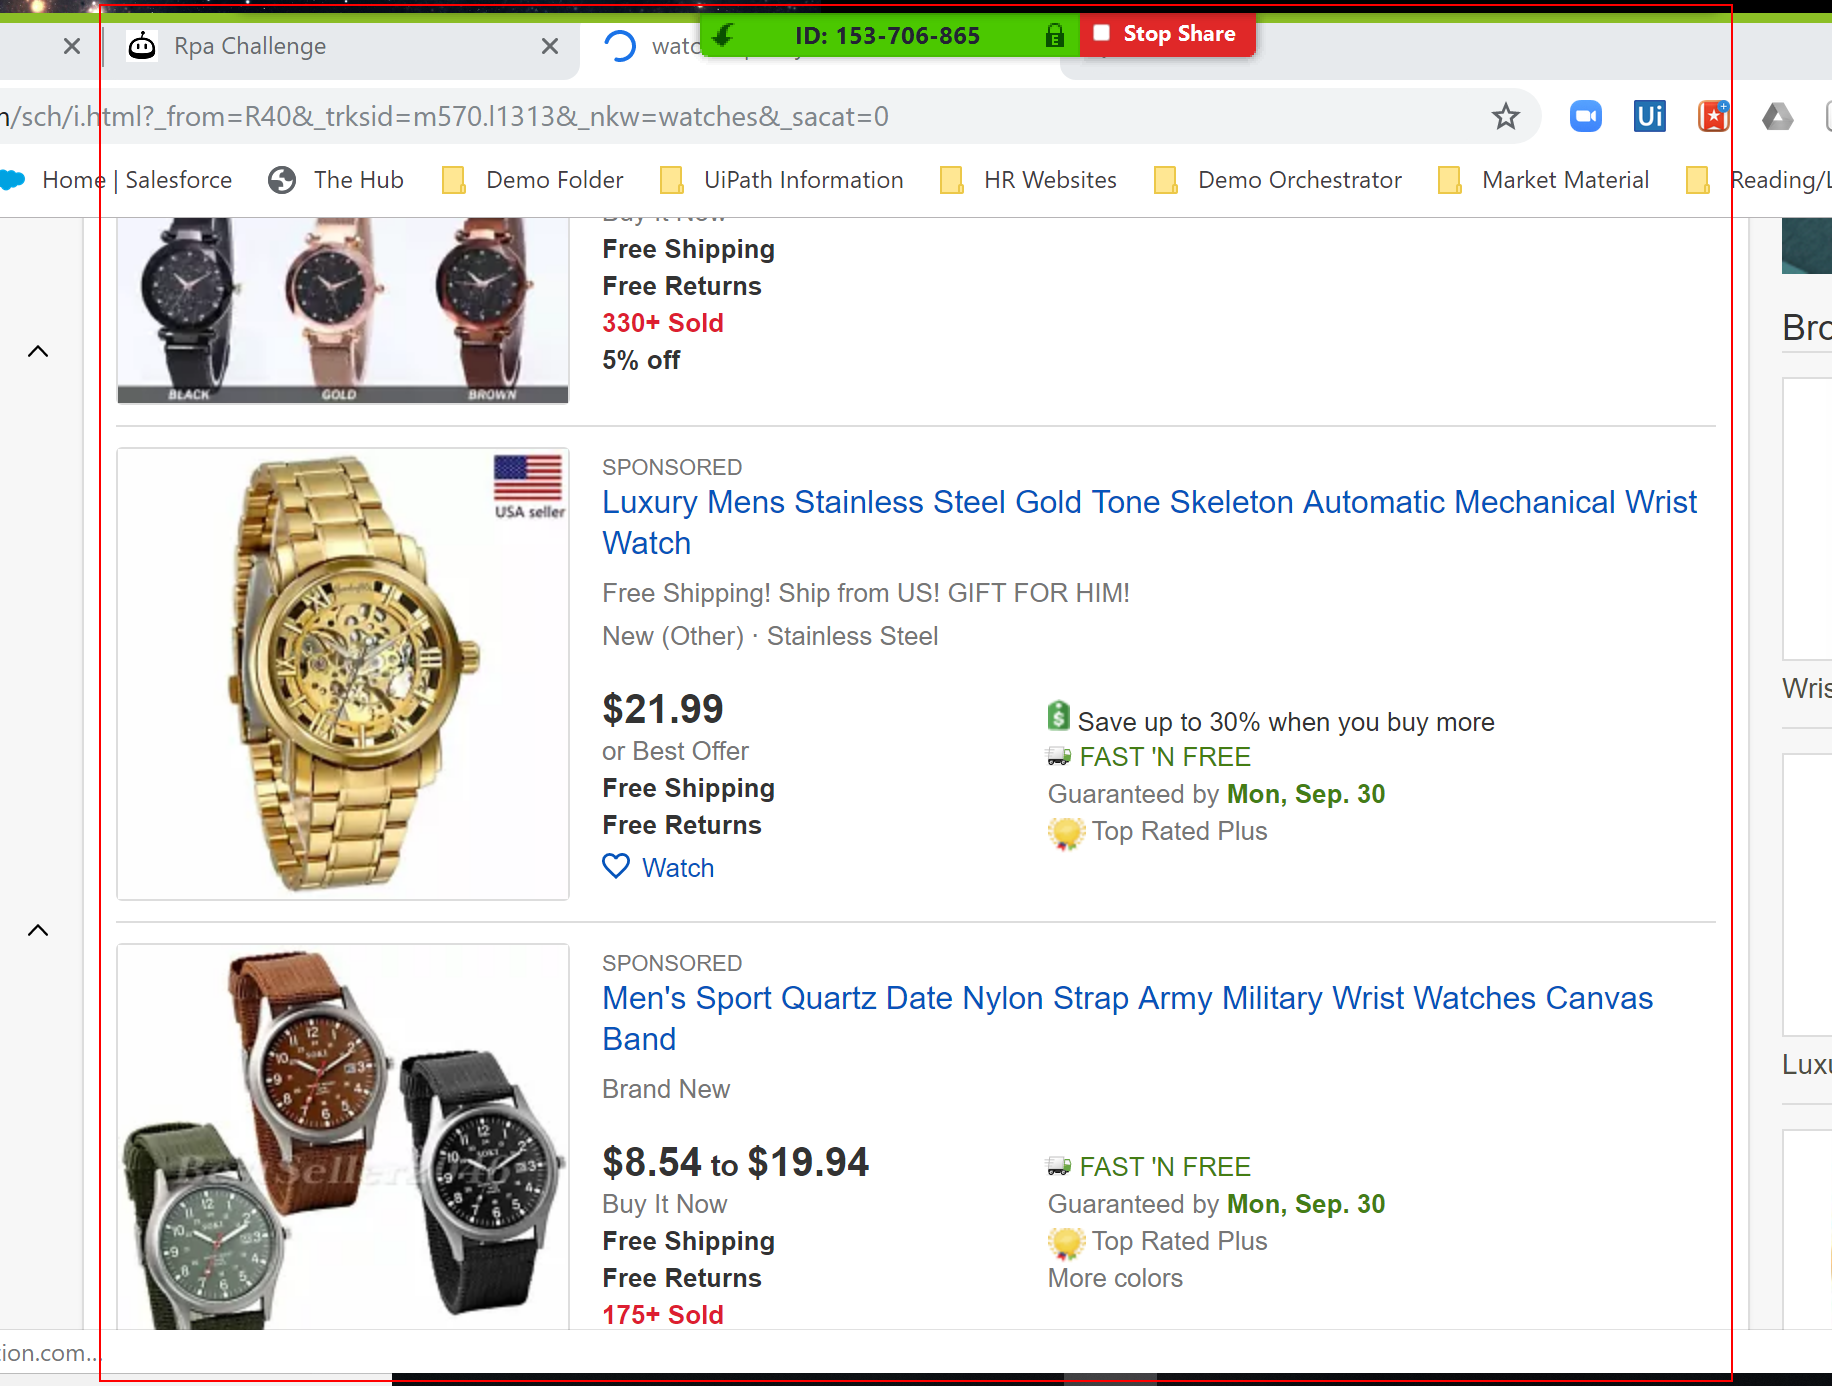 Rpa Challenge
watc
ID: 153-706-865
Stop Share
/sch/i.html?_from=R40&_trksid=m570.l1313&_nkw=watches&_sacat=0
Ui
Home | Salesforce
The Hub
Demo Folder
UiPath Information
HR Websites
Demo Orchestrator
Market Material
Reading/L
Buy It Now
Free Shipping
Free Returns
330+ Sold
5% off
BLACK
GOLD
BROWN
Bro
USA seller
SPONSORED
Luxury Mens Stainless Steel Gold Tone Skeleton Automatic Mechanical Wrist
Watch
Free Shipping! Ship from US! GIFT FOR HIM!
New (Other) · Stainless Steel
Wris
$21.99
or Best Offer
Free Shipping
Free Returns
Watch
Save up to 30% when you buy more
FAST 'N FREE
Guaranteed by Mon, Sep. 30
Top Rated Plus
SPONSORED
Men's Sport Quartz Date Nylon Strap Army Military Wrist Watches Canvas
Band
Brand New
Luxu
$8.54 to $19.94
Buy It Now
Free Shipping
Free Returns
175+ Sold
FAST 'N FREE
Guaranteed by Mon, Sep. 30
Top Rated Plus
More colors
ion.com...